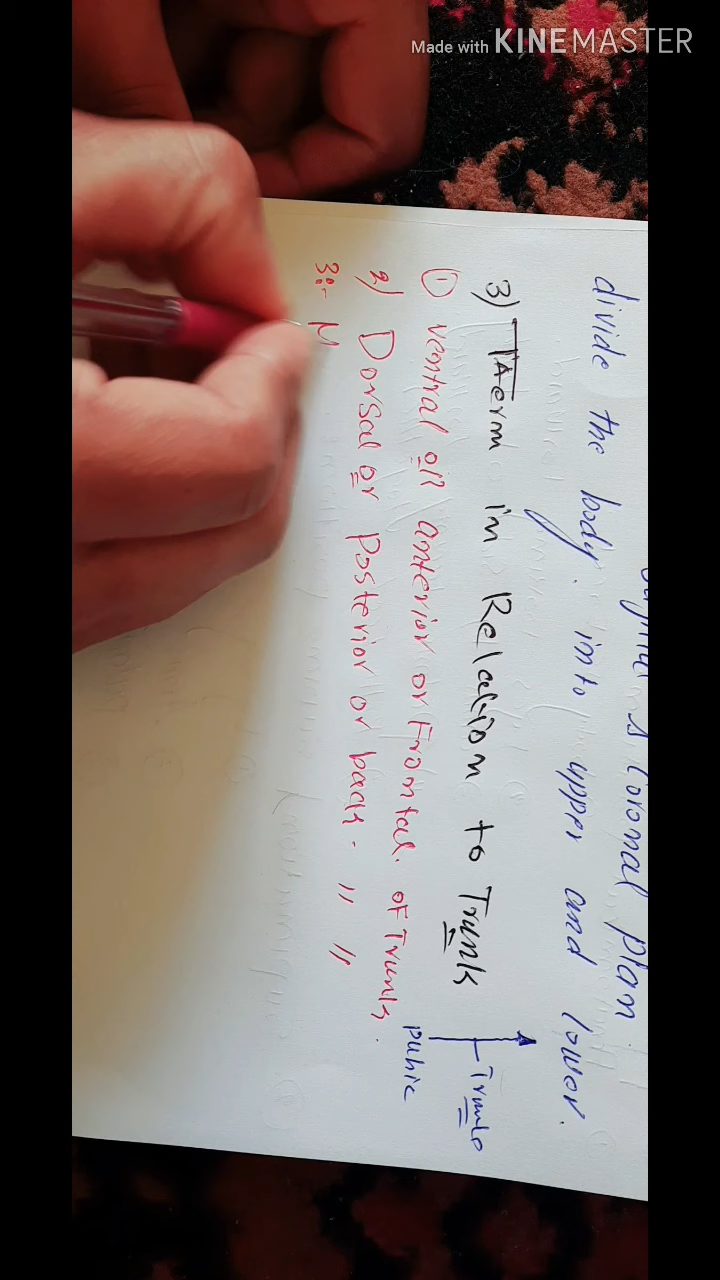 Made with KINEMASTER
Coronal plan
divide the body. into upper and lower.
3) TAerm in Relation to Trunk
Trunk
pubic
① ventral or anterior or Frontal. of Trunk.
2) Dorsal or posterior or back. " "
3:- M